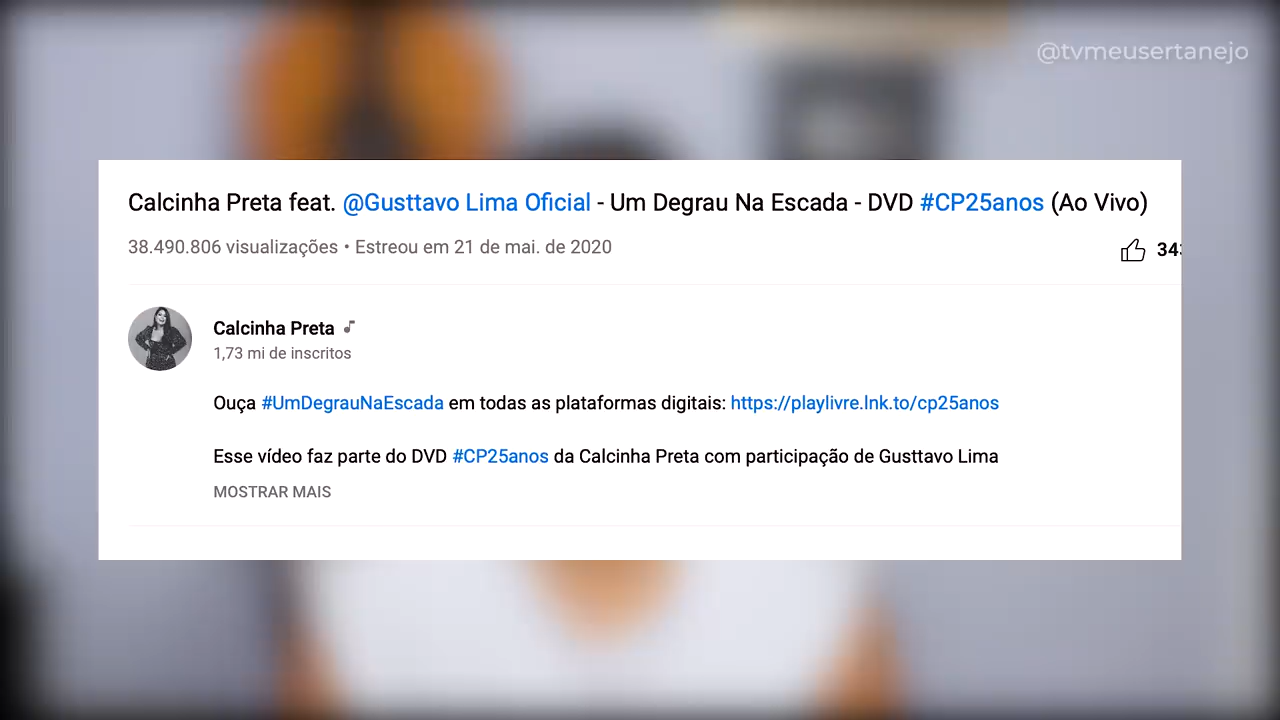 @tvmeusertanejo
Calcinha Preta feat. @Gusttavo Lima Oficial - Um Degrau Na Escada - DVD #CP25anos (Ao Vivo)
38.490.806 visualizações • Estreou em 21 de mai. de 2020
34
Calcinha Preta
1,73 mi de inscritos
Ouça #UmDegrauNaEscada em todas as plataformas digitais: https://playlivre.lnk.to/cp25anos
Esse vídeo faz parte do DVD #CP25anos da Calcinha Preta com participação de Gusttavo Lima
MOSTRAR MAIS